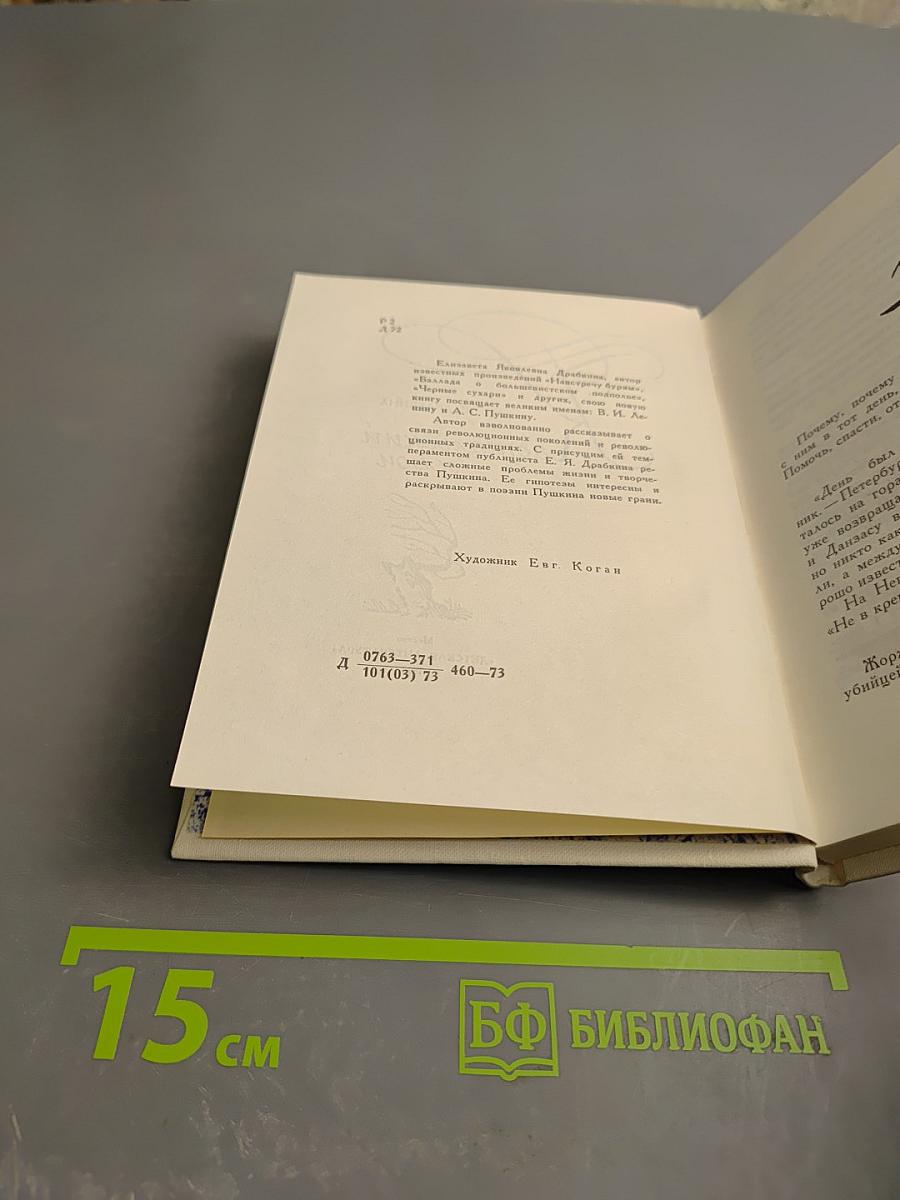 Р 2
Д 72
Елизавета Яковлевна Драбкина, автор
известных произведений «Навстречу бурям»,
«Баллада о большевистском подполье»,
«Черные сухари» и других, свою новую
книгу посвящает великим именам: В. И. Ле-
нину и А. С. Пушкину.
Автор взволнованно рассказывает о
связи революционных поколений и револю-
ционных традициях. С присущим ей тем-
пераментом публициста Е. Я. Драбкина ре-
шает сложные проблемы жизни и творче-
ства Пушкина. Ее гипотезы интересны и
раскрывают в поэзии Пушкина новые грани.
Художник Евг. Коган
Д 0763—371
101(03) 73 460—73
Почему, почему
с ним в тот день,
Помочь, спасти, от
«День был
ник. — Петербур
талось на гора
уже возвраща
и Данзасу в
но никто как
ли, а между
рошо извест
На Нев
«Не в креп
Жорж
убийцей
15 см
БФ БИБЛИОФАН